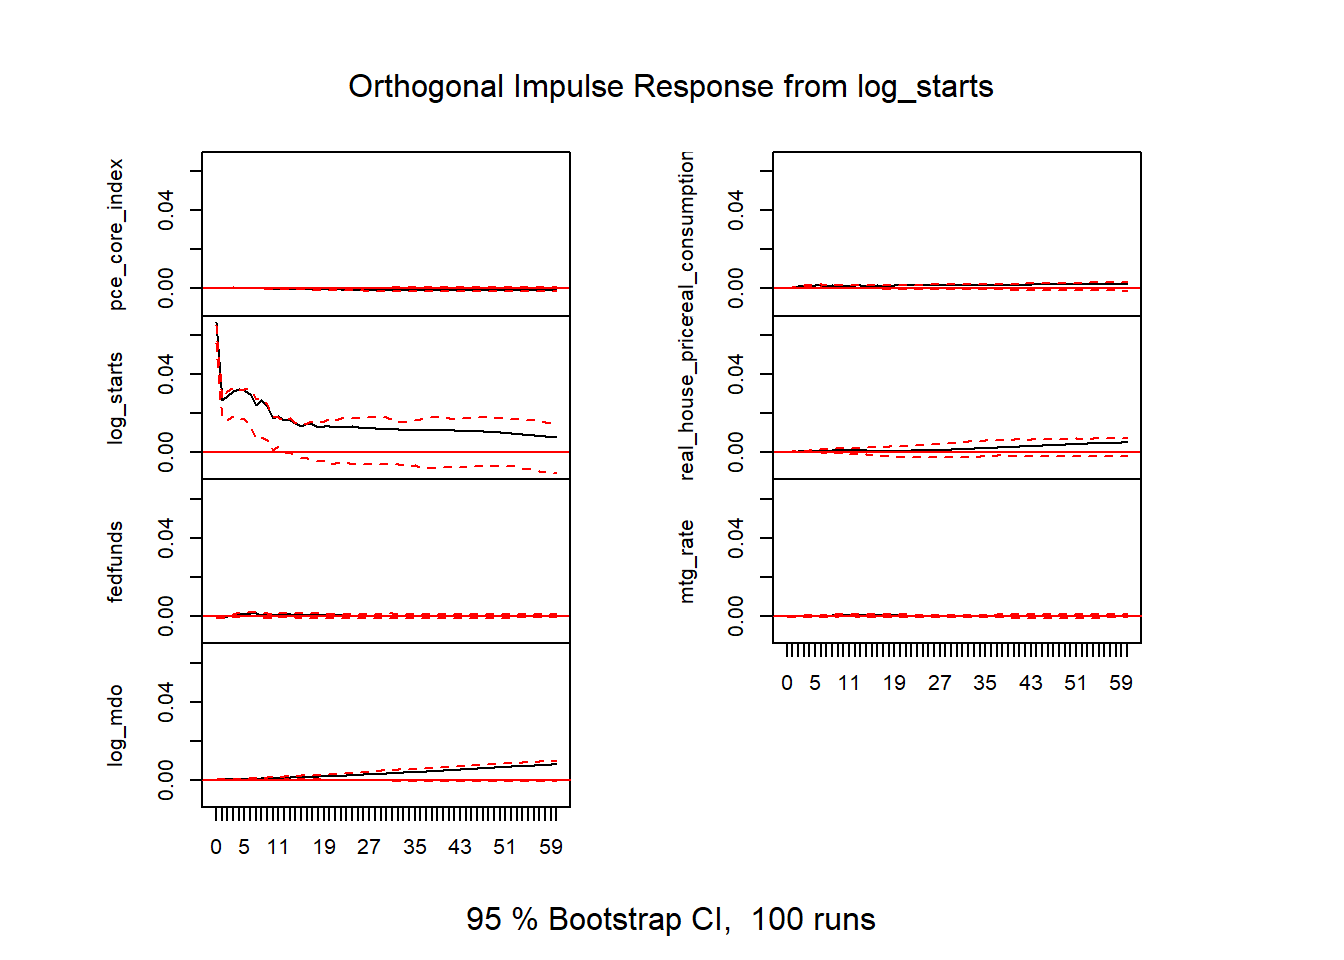 Orthogonal Impulse Response from log_starts
pce_core_index
0.00 0.04
log_starts
0.00 0.04
fedfunds
0.00 0.04
log_mdo
0.00 0.04
0 5 11 19 27 35 43 51 59
real_consumption
0.00 0.04
real_house_price
0.00 0.04
mtg_rate
0.00 0.04
0 5 11 19 27 35 43 51 59
95 % Bootstrap CI,  100 runs